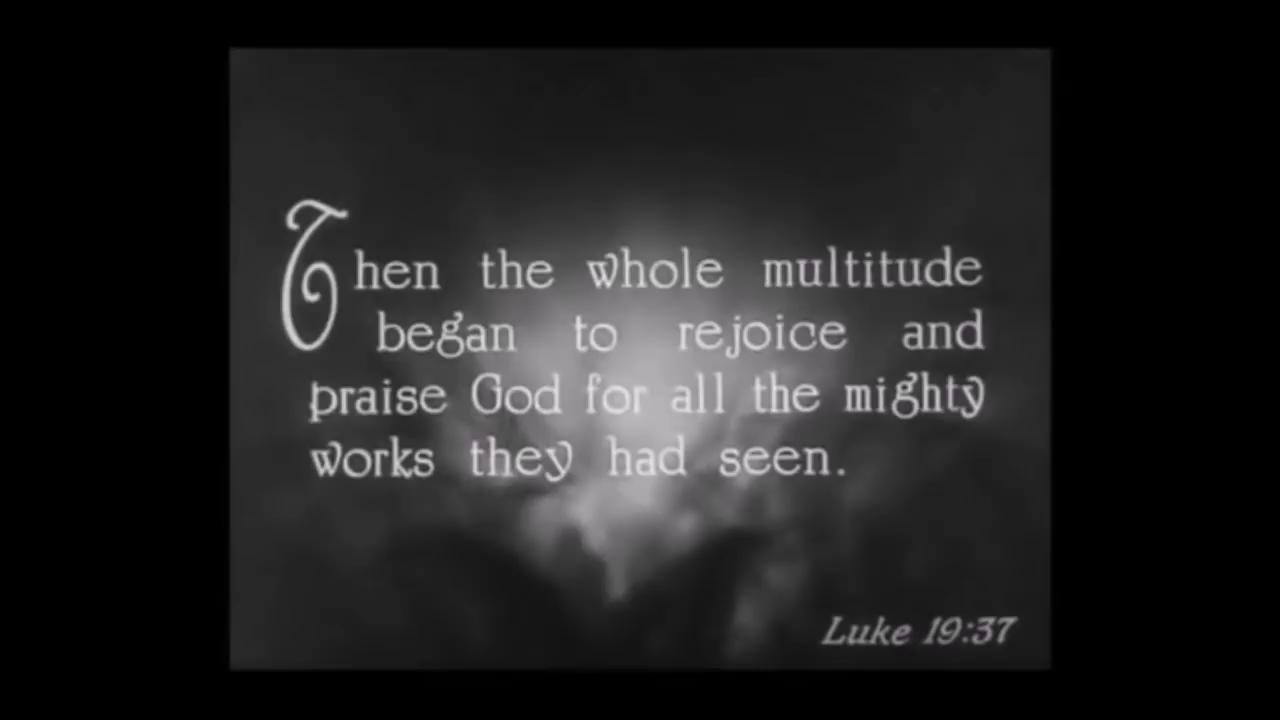 Then the whole multitude
began to rejoice and
praise God for all the mighty
works they had seen.
Luke 19:37